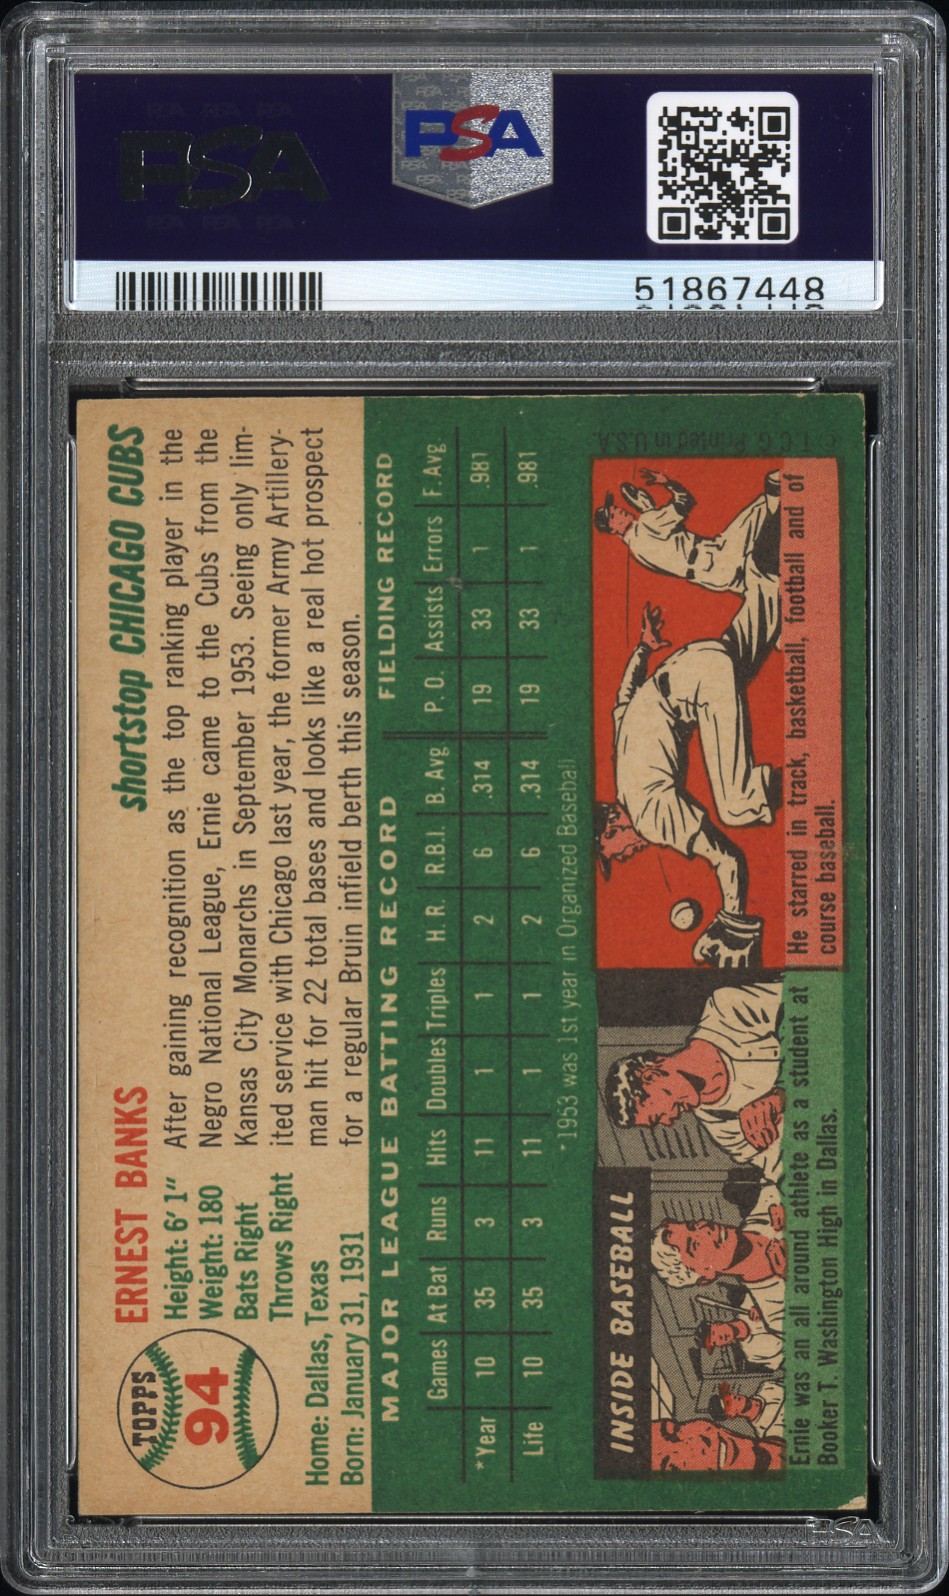 PSA
PSA
51867448
TOPPS
94
ERNEST BANKS
shortstop CHICAGO CUBS
Height: 6' 1"
Weight: 180
Bats Right
Throws Right
Home: Dallas, Texas
Born: January 31, 1931
After gaining recognition as the top ranking player in the
Negro National League, Ernie came to the Cubs from the
Kansas City Monarchs in September 1953. Seeing only lim-
ited service with Chicago last year, the former Army Artillery-
man hit for 22 total bases and looks like a real hot prospect
for a regular Bruin infield berth this season.
MAJOR LEAGUE BATTING RECORD FIELDING RECORD
Games At Bat Runs Hits Doubles Triples H. R. R.B.I. B. Avg P. O. Assists Errors F. Avg.
*Year 10 35 3 11 1 1 2 6 .314 19 33 1 .981
Life 10 35 3 11 1 1 2 6 .314 19 33 1 .981
*1953 was 1st year in Organized Baseball
INSIDE BASEBALL
Ernie was an all around athlete as a student at
Booker T. Washington High in Dallas.
He starred in track, basketball, football and of
course baseball.
© T. C. G. Printed in U.S.A.
PSA